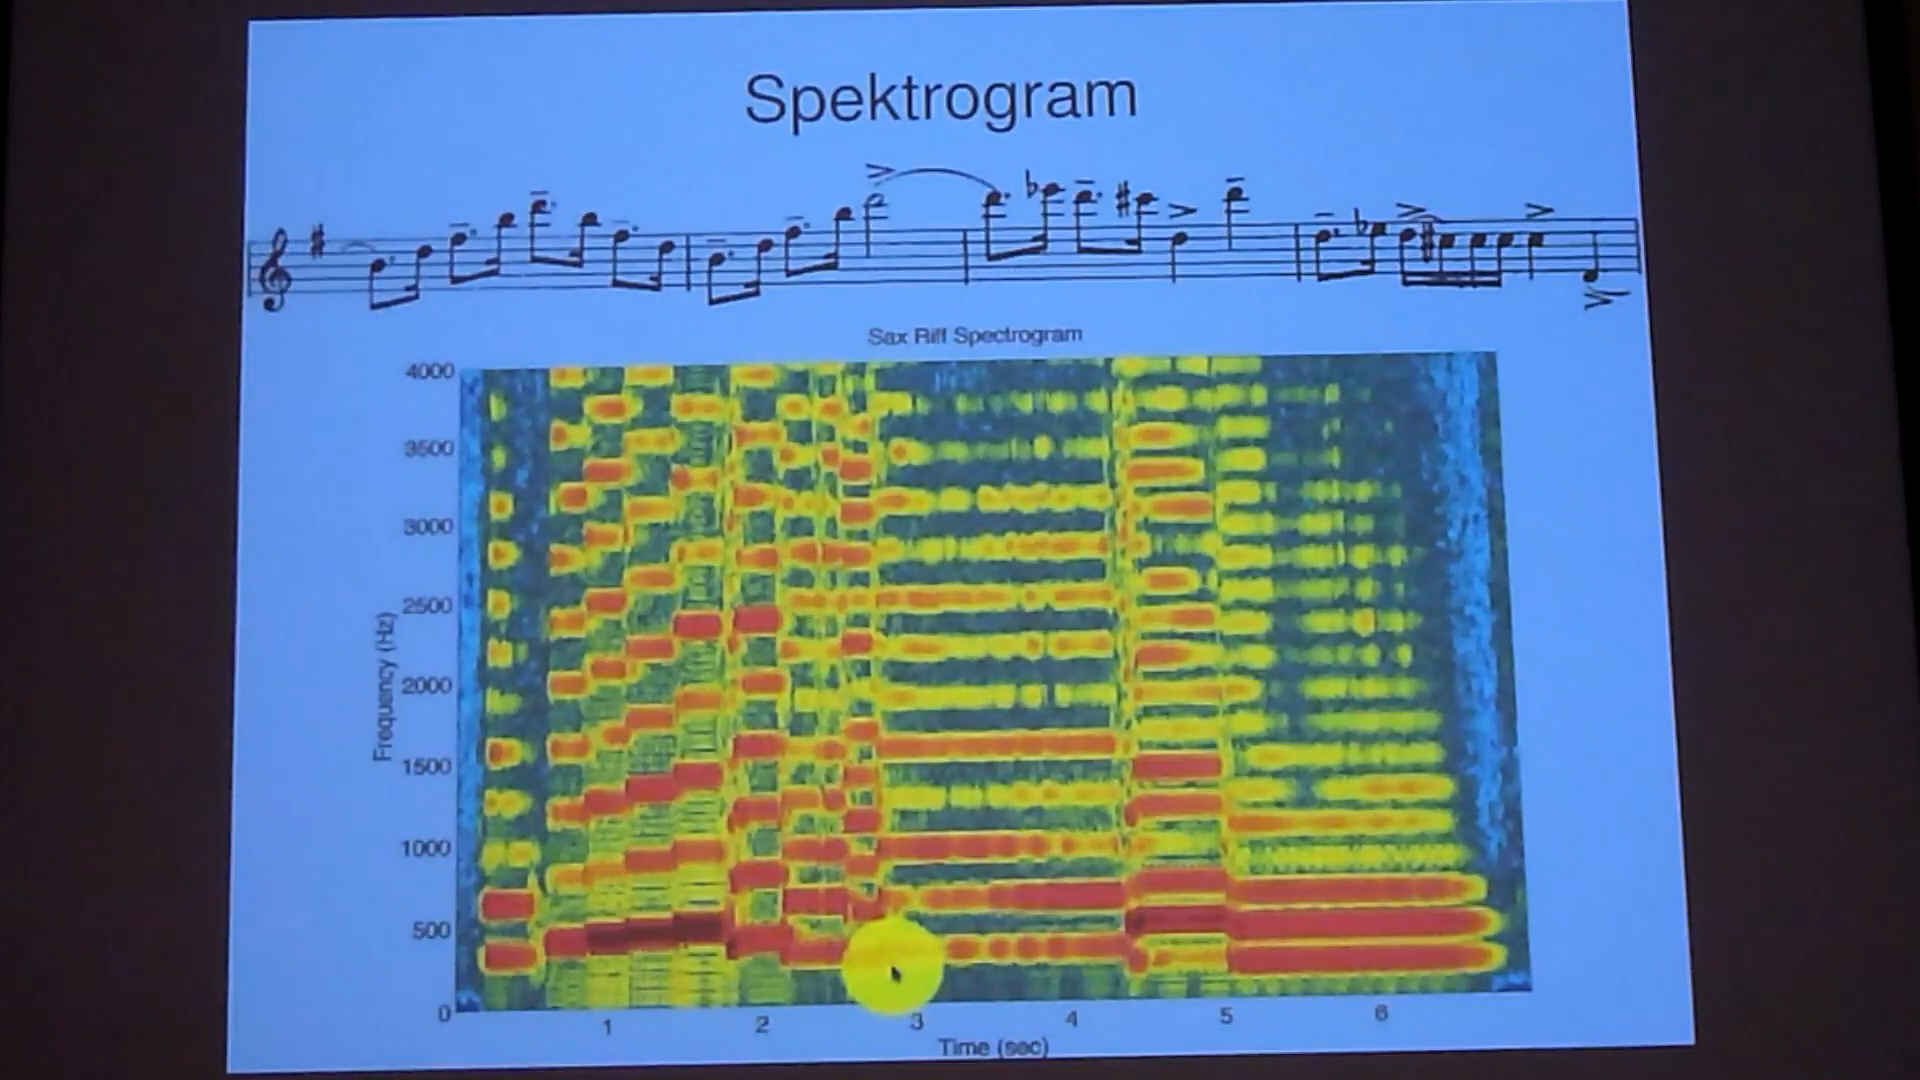 Spektrogram
Sax Riff Spectrogram
4000
3500
3000
2500
2000
1500
1000
500
0
Frequency (Hz)
1 2 3 4 5 6
Time (sec)